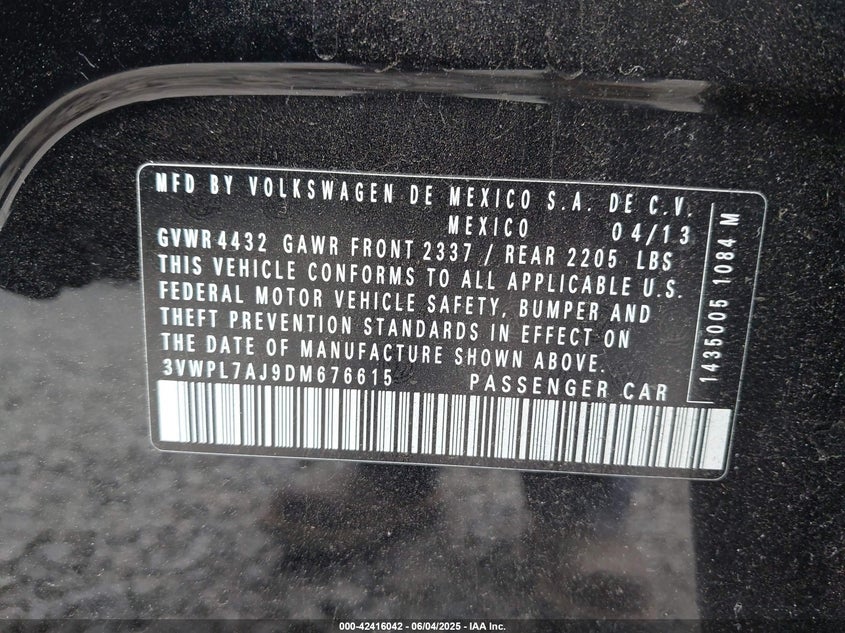 MFD BY VOLKSWAGEN DE MEXICO S.A. DE C.V.
MEXICO 04/13
GVWR 4432 GAWR FRONT 2337 / REAR 2205 LBS
THIS VEHICLE CONFORMS TO ALL APPLICABLE U.S.
FEDERAL MOTOR VEHICLE SAFETY, BUMPER AND
THEFT PREVENTION STANDARDS IN EFFECT ON
THE DATE OF MANUFACTURE SHOWN ABOVE.
3VWPL7AJ9DM676615 PASSENGER CAR
1435005 1084 M
000-42416042 - 06/04/2025 - IAA Inc.